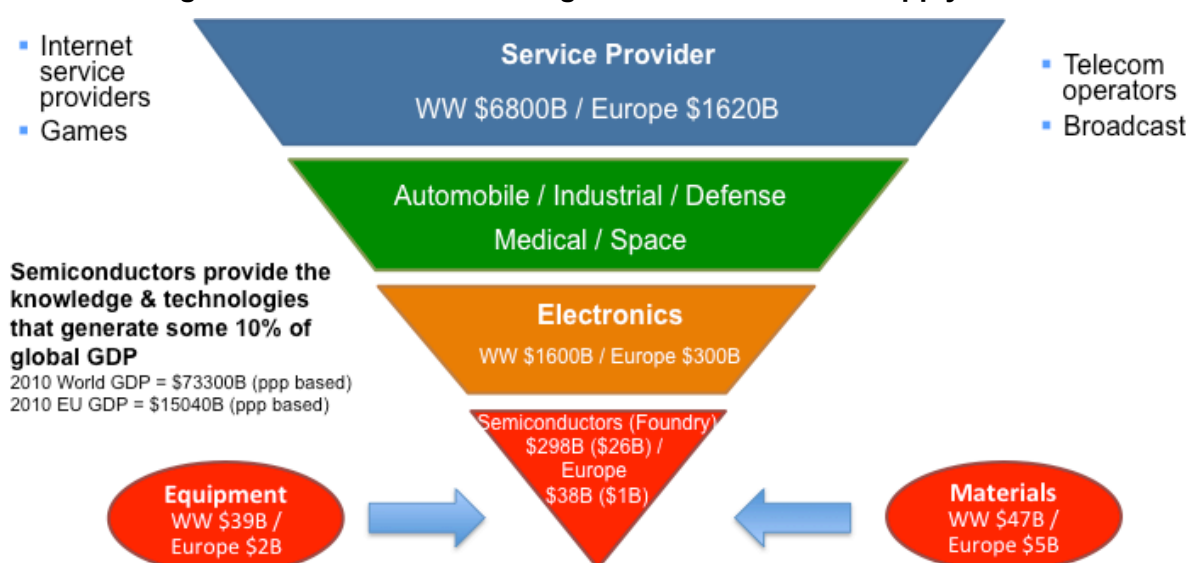 Internet
service
providers
Games
Service Provider
WW $6800B / Europe $1620B
Telecom
operators
Broadcast
Automobile / Industrial / Defense
Medical / Space
Semiconductors provide the
knowledge & technologies
that generate some 10% of
global GDP
2010 World GDP = $73300B (ppp based)
2010 EU GDP = $15040B (ppp based)
Electronics
WW $1600B / Europe $300B
Semiconductors (Foundry)
$298B ($26B) /
Europe
$38B ($1B)
Equipment
WW $39B /
Europe $2B
Materials
WW $47B /
Europe $5B